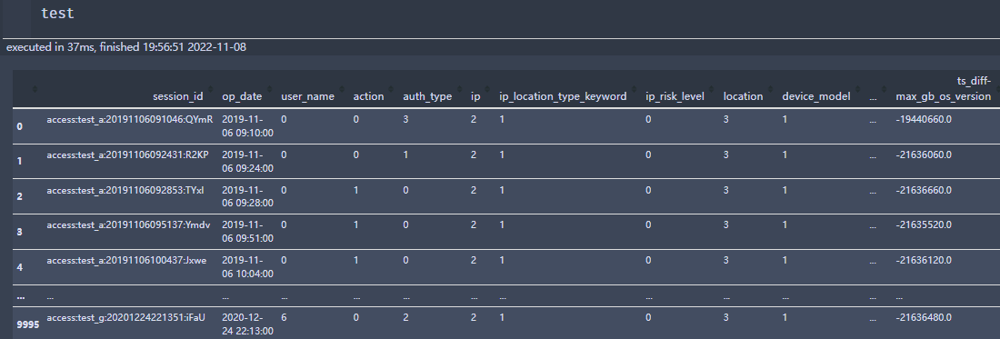 test
executed in 37ms, finished 19:56:51 2022-11-08
session_id op_date user_name action auth_type ip ip_location_type_keyword ip_risk_level location device_model ... ts_diff-
max_gb_os_version
0 access:test_a:20191106091046:QYmR 2019-11- 0 0 3 2 1 0 3 1 ... -19440660.0
06 09:10:00
1 access:test_a:20191106092431:R2KP 2019-11- 0 0 1 2 1 0 3 1 ... -21636060.0
06 09:24:00
2 access:test_a:20191106092853:TYxl 2019-11- 0 1 0 2 1 0 3 1 ... -21636660.0
06 09:28:00
3 access:test_a:20191106095137:Ymdv 2019-11- 0 1 0 2 1 0 3 1 ... -21635520.0
06 09:51:00
4 access:test_a:20191106100437:Jxwe 2019-11- 0 1 0 2 1 0 3 1 ... -21636120.0
06 10:04:00
... ... ... ... ... ... ... ... ... ... ... ... ...
9995 access:test_g:20201224221351:iFaU 2020-12- 6 0 2 2 1 0 3 1 ... -21636480.0
24 22:13:00